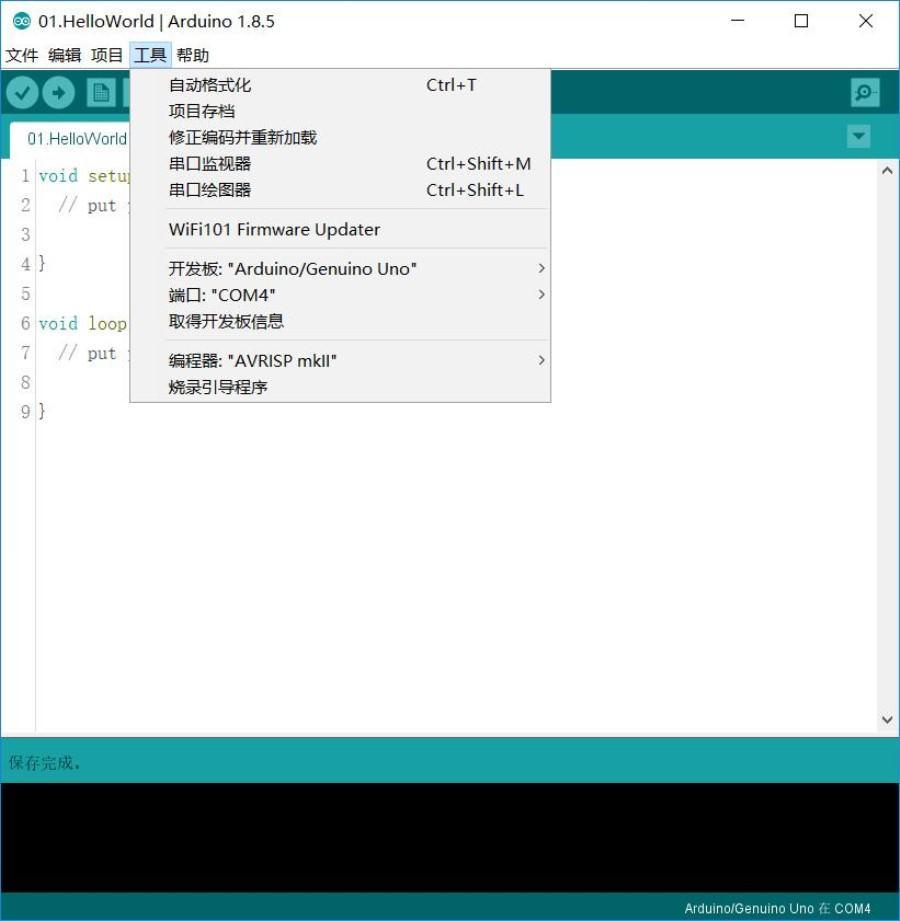 01.HelloWorld | Arduino 1.8.5
文件 编辑 项目 工具 帮助
自动格式化 Ctrl+T
项目存档
修正编码并重新加载
串口监视器 Ctrl+Shift+M
串口绘图器 Ctrl+Shift+L
WiFi101 Firmware Updater
开发板: "Arduino/Genuino Uno"
端口: "COM4"
取得开发板信息
编程器: "AVRISP mkII"
烧录引导程序
01.HelloWorld
1 void setup
2 // put
3
4 }
5
6 void loop
7 // put
8
9 }
保存完成。
Arduino/Genuino Uno 在 COM4